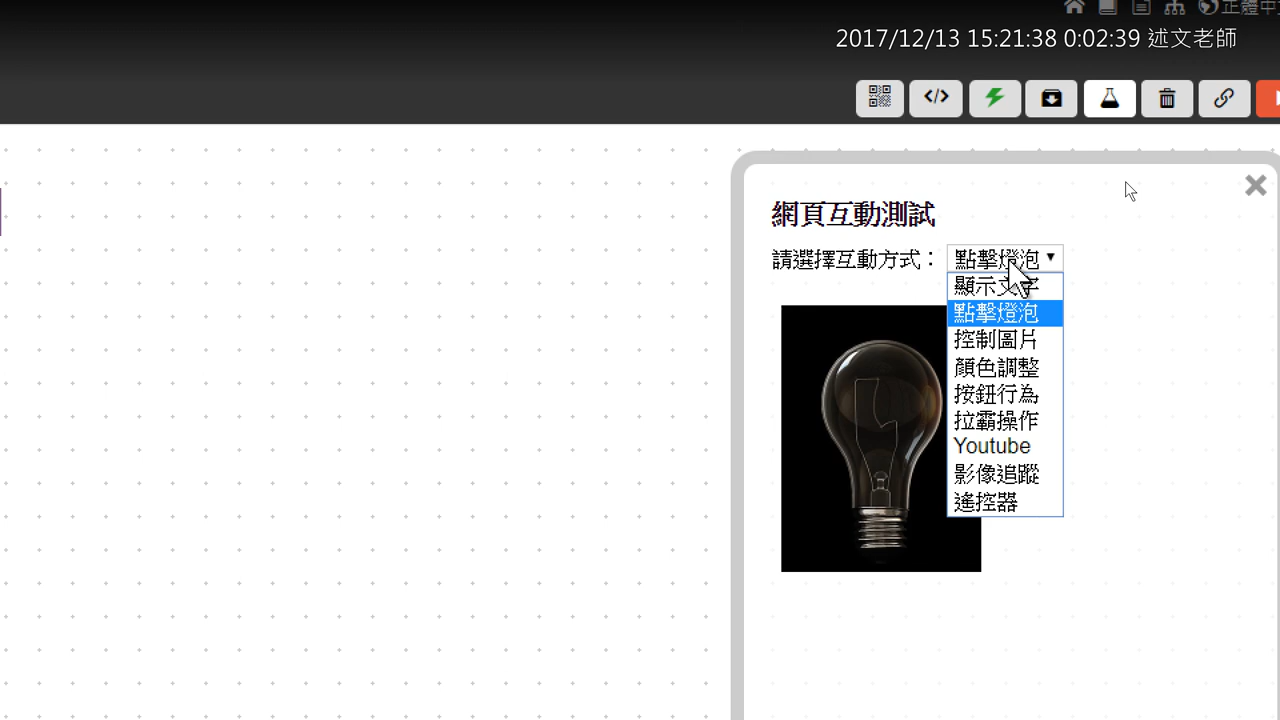 正體中
2017/12/13 15:21:38 0:02:39 述文老師
</>
網頁互動測試
請選擇互動方式： 點擊燈泡
顯示文字
點擊燈泡
控制圖片
顏色調整
按鈕行為
拉霸操作
Youtube
影像追蹤
遙控器